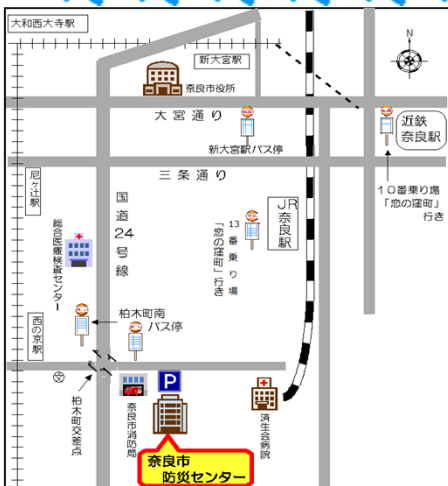 大和西大寺駅
新大宮駅
N
奈良市役所
大宮通り
近鉄
奈良駅
新大宮駅バス停
三条通り
10番乗り場
「恋の窪町」
行き
尼ヶ辻駅
国道24号線
総合医療検査センター
JR
奈良駅
13番乗り場
「恋の窪町」行き
柏木町南
バス停
西の京駅
文
柏木町交差点
P
奈良市消防局
済生会病院
奈良市
防災センター